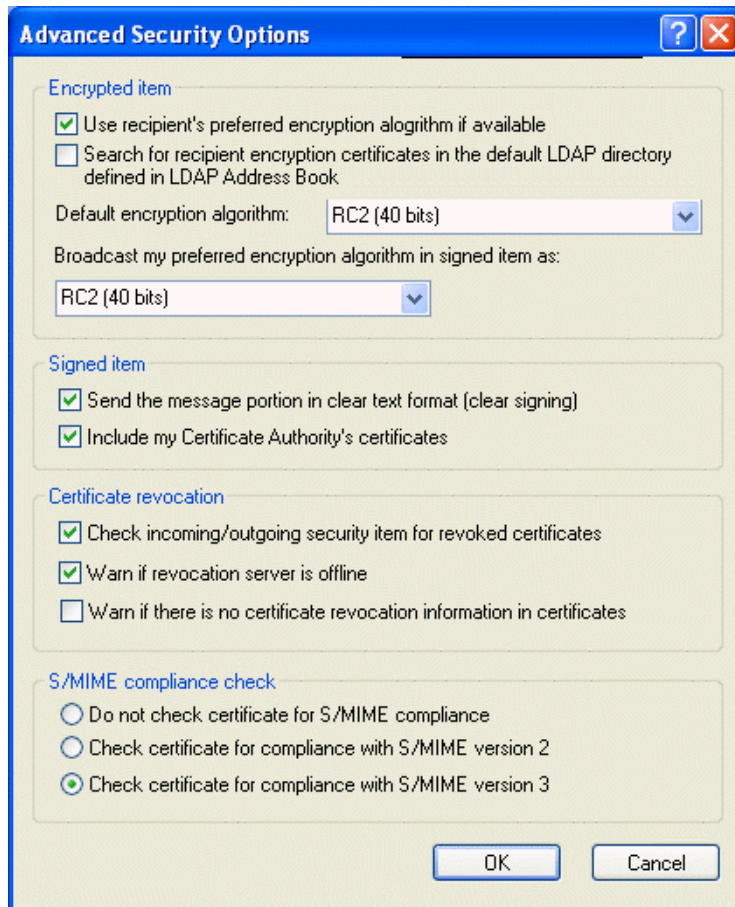 Advanced Security Options
Encrypted item
Use recipient's preferred encryption alogrithm if available
Search for recipient encryption certificates in the default LDAP directory
defined in LDAP Address Book
Default encryption algorithm: RC2 (40 bits)
Broadcast my preferred encryption algorithm in signed item as:
RC2 (40 bits)
Signed item
Send the message portion in clear text format (clear signing)
Include my Certificate Authority's certificates
Certificate revocation
Check incoming/outgoing security item for revoked certificates
Warn if revocation server is offline
Warn if there is no certificate revocation information in certificates
S/MIME compliance check
Do not check certificate for S/MIME compliance
Check certificate for compliance with S/MIME version 2
Check certificate for compliance with S/MIME version 3
OK Cancel